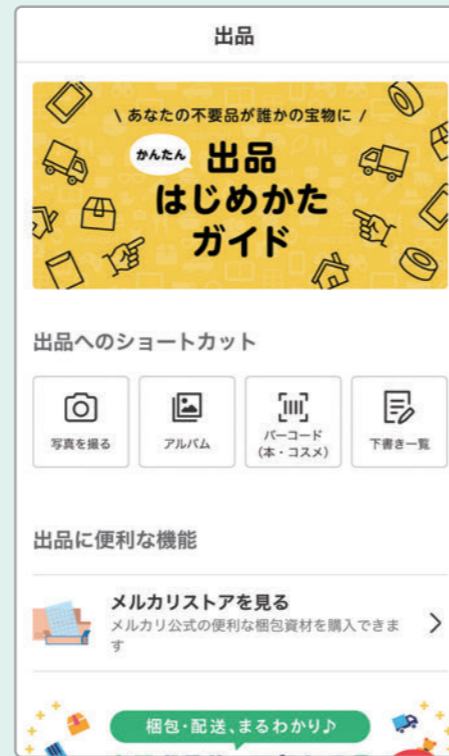 出品
\ あなたの不要品が誰かの宝物に /
かんたん 出品
はじめかた
ガイド
出品へのショートカット
写真を撮る
アルバム
バーコード
(本・コスメ)
下書き一覧
出品に便利な機能
メルカリストアを見る
メルカリ公式の便利な梱包資材を購入できま
す
梱包・配送、まるわかり♪